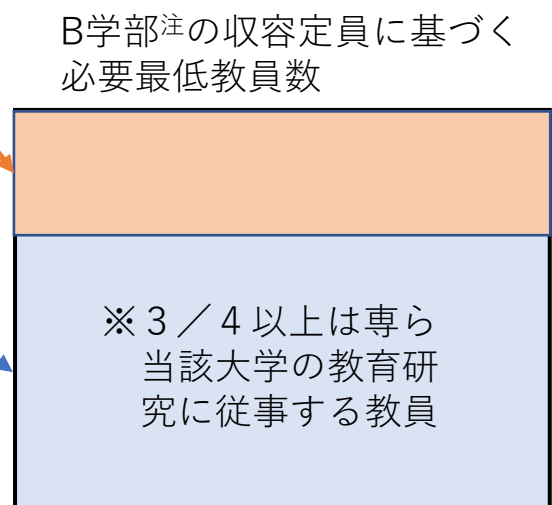 B学部注の収容定員に基づく
必要最低教員数
※３／４以上は専ら
当該大学の教育研
究に従事する教員